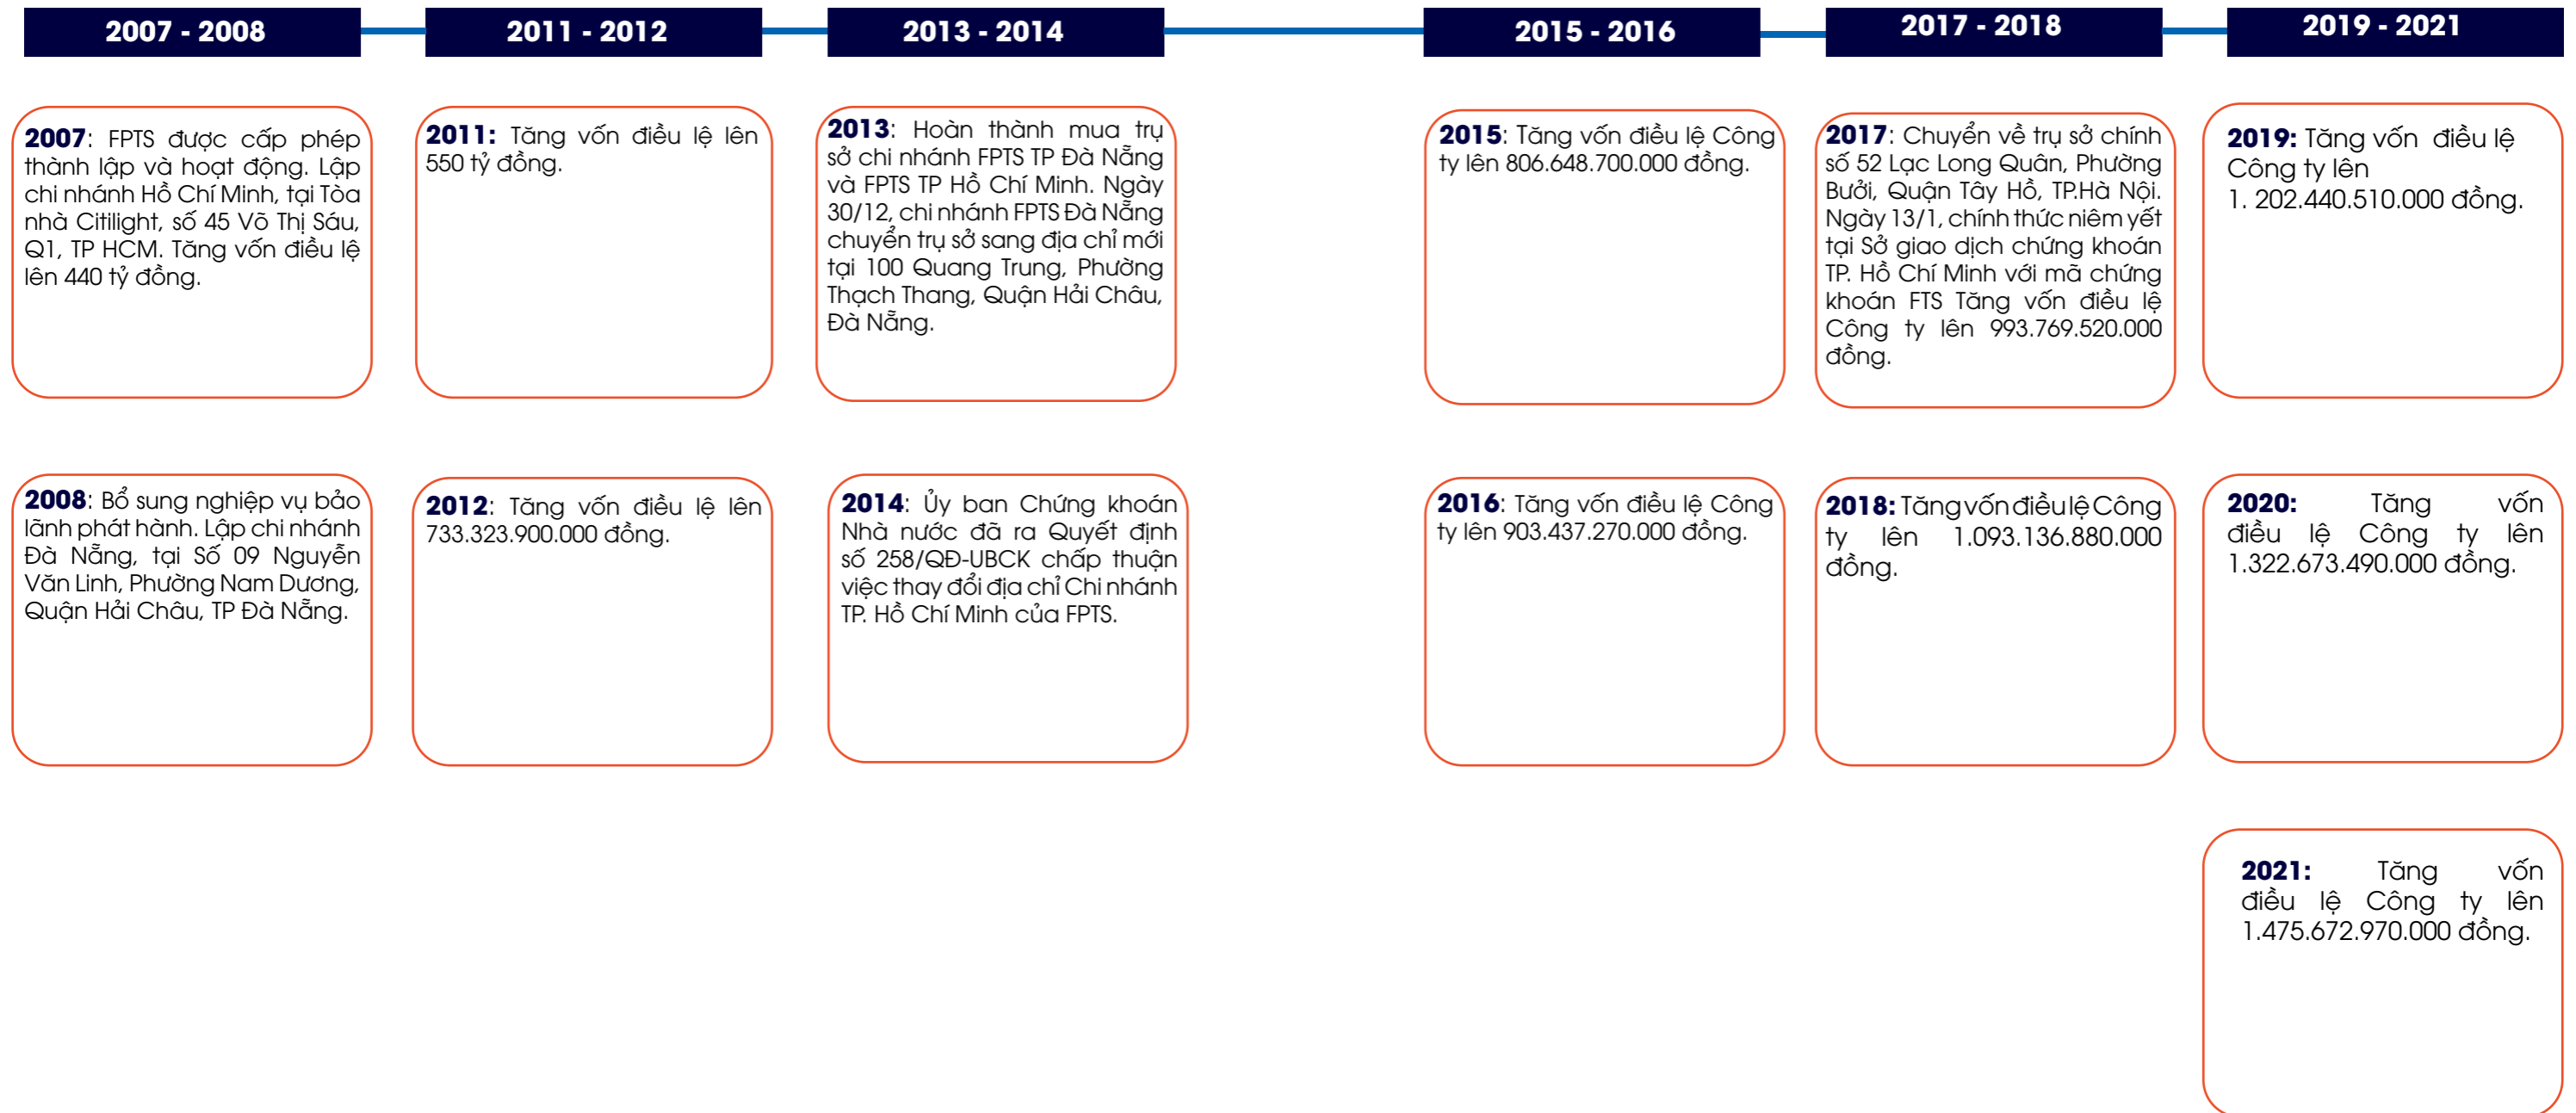 2007 - 2008
2011 - 2012
2013 - 2014
2015 - 2016
2017 - 2018
2019 - 2021
2007: FPTS được cấp phép
thành lập và hoạt động. Lập
chi nhánh Hồ Chí Minh, tại Tòa
nhà Citilight, số 45 Võ Thị Sáu,
Q1, TP HCM. Tăng vốn điều lệ
lên 440 tỷ đồng.
2011: Tăng vốn điều lệ lên
550 tỷ đồng.
2013: Hoàn thành mua trụ
sở chi nhánh FPTS TP Đà Nẵng
và FPTS TP Hồ Chí Minh. Ngày
30/12, chi nhánh FPTS Đà Nẵng
chuyển trụ sở sang địa chỉ mới
tại 100 Quang Trung, Phường
Thạch Thang, Quận Hải Châu,
Đà Nẵng.
2015: Tăng vốn điều lệ Công
ty lên 806.648.700.000 đồng.
2017: Chuyển về trụ sở chính
số 52 Lạc Long Quân, Phường
Bưởi, Quận Tây Hồ, TP.Hà Nội.
Ngày 13/1, chính thức niêm yết
tại Sở giao dịch chứng khoán
TP. Hồ Chí Minh với mã chứng
khoán FTS Tăng vốn điều lệ
Công ty lên 993.769.520.000
đồng.
2019: Tăng vốn điều lệ
Công ty lên
1. 202.440.510.000 đồng.
2008: Bổ sung nghiệp vụ bảo
lãnh phát hành. Lập chi nhánh
Đà Nẵng, tại Số 09 Nguyễn
Văn Linh, Phường Nam Dương,
Quận Hải Châu, TP Đà Nẵng.
2012: Tăng vốn điều lệ lên
733.323.900.000 đồng.
2014: Ủy ban Chứng khoán
Nhà nước đã ra Quyết định
số 258/QĐ-UBCK chấp thuận
việc thay đổi địa chỉ Chi nhánh
TP. Hồ Chí Minh của FPTS.
2016: Tăng vốn điều lệ Công
ty lên 903.437.270.000 đồng.
2018: Tăng vốn điều lệ Công
ty lên 1.093.136.880.000
đồng.
2020: Tăng vốn
điều lệ Công ty lên
1.322.673.490.000 đồng.
2021: Tăng vốn
điều lệ Công ty lên
1.475.672.970.000 đồng.